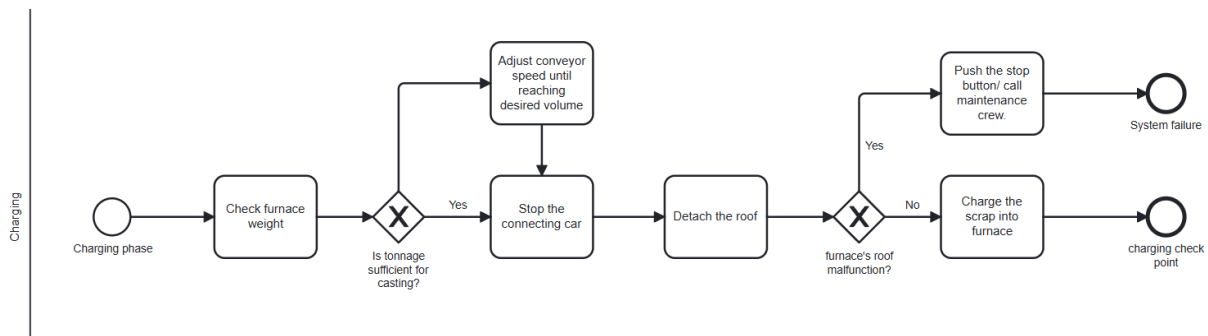 Charging
Charging phase
Check furnace
weight
Is tonnage
sufficient for
casting?
Adjust conveyor
speed until
reaching
desired volume
Yes
Stop the
connecting car
Detach the roof
furnace's roof
malfunction?
Yes
Push the stop
button/ call
maintenance
crew.
System failure
No
Charge the
scrap into
furnace
charging check
point